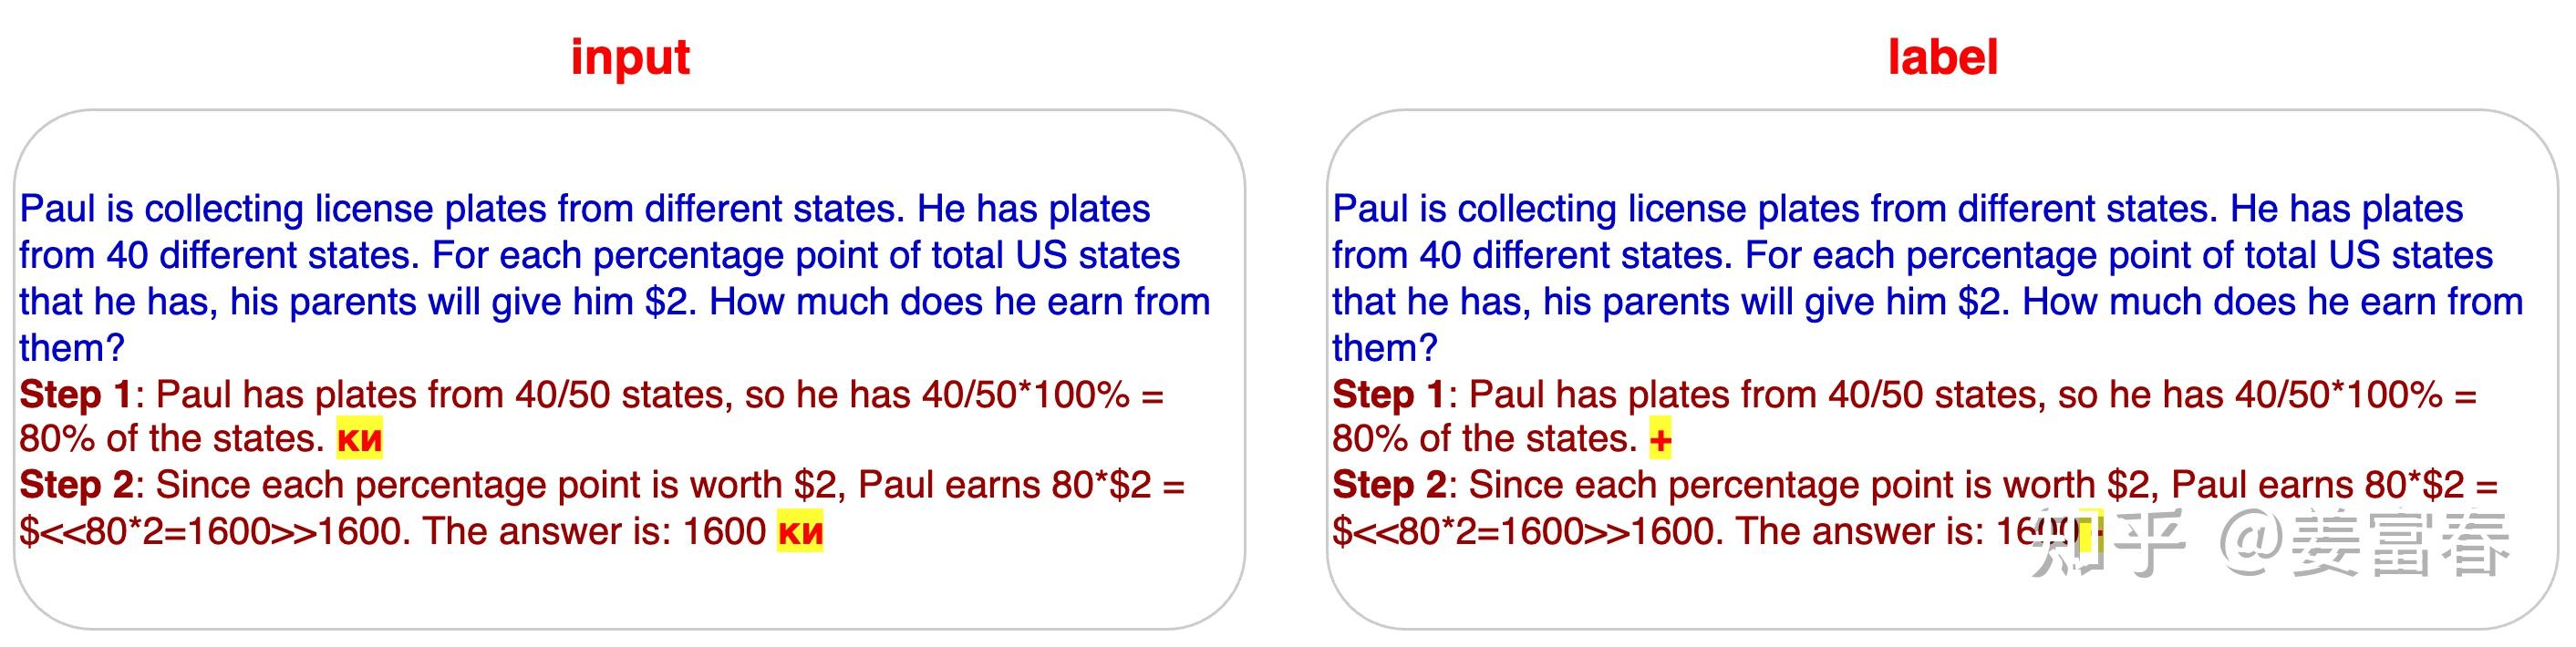 input
Paul is collecting license plates from different states. He has plates
from 40 different states. For each percentage point of total US states
that he has, his parents will give him $2. How much does he earn from
them?
Step 1: Paul has plates from 40/50 states, so he has 40/50*100% =
80% of the states. ки
Step 2: Since each percentage point is worth $2, Paul earns 80*$2 =
$<<80*2=1600>>1600. The answer is: 1600 ки
label
Paul is collecting license plates from different states. He has plates
from 40 different states. For each percentage point of total US states
that he has, his parents will give him $2. How much does he earn from
them?
Step 1: Paul has plates from 40/50 states, so he has 40/50*100% =
80% of the states. +
Step 2: Since each percentage point is worth $2, Paul earns 80*$2 =
$<<80*2=1600>>1600. The answer is: 1600 -
知乎 @姜富春